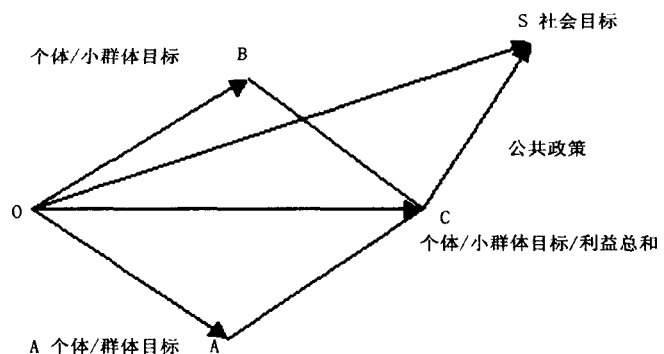 S 社会目标
个体/小群体目标 B
公共政策
O
C
个体/小群体目标/利益总和
A 个体/群体目标 A